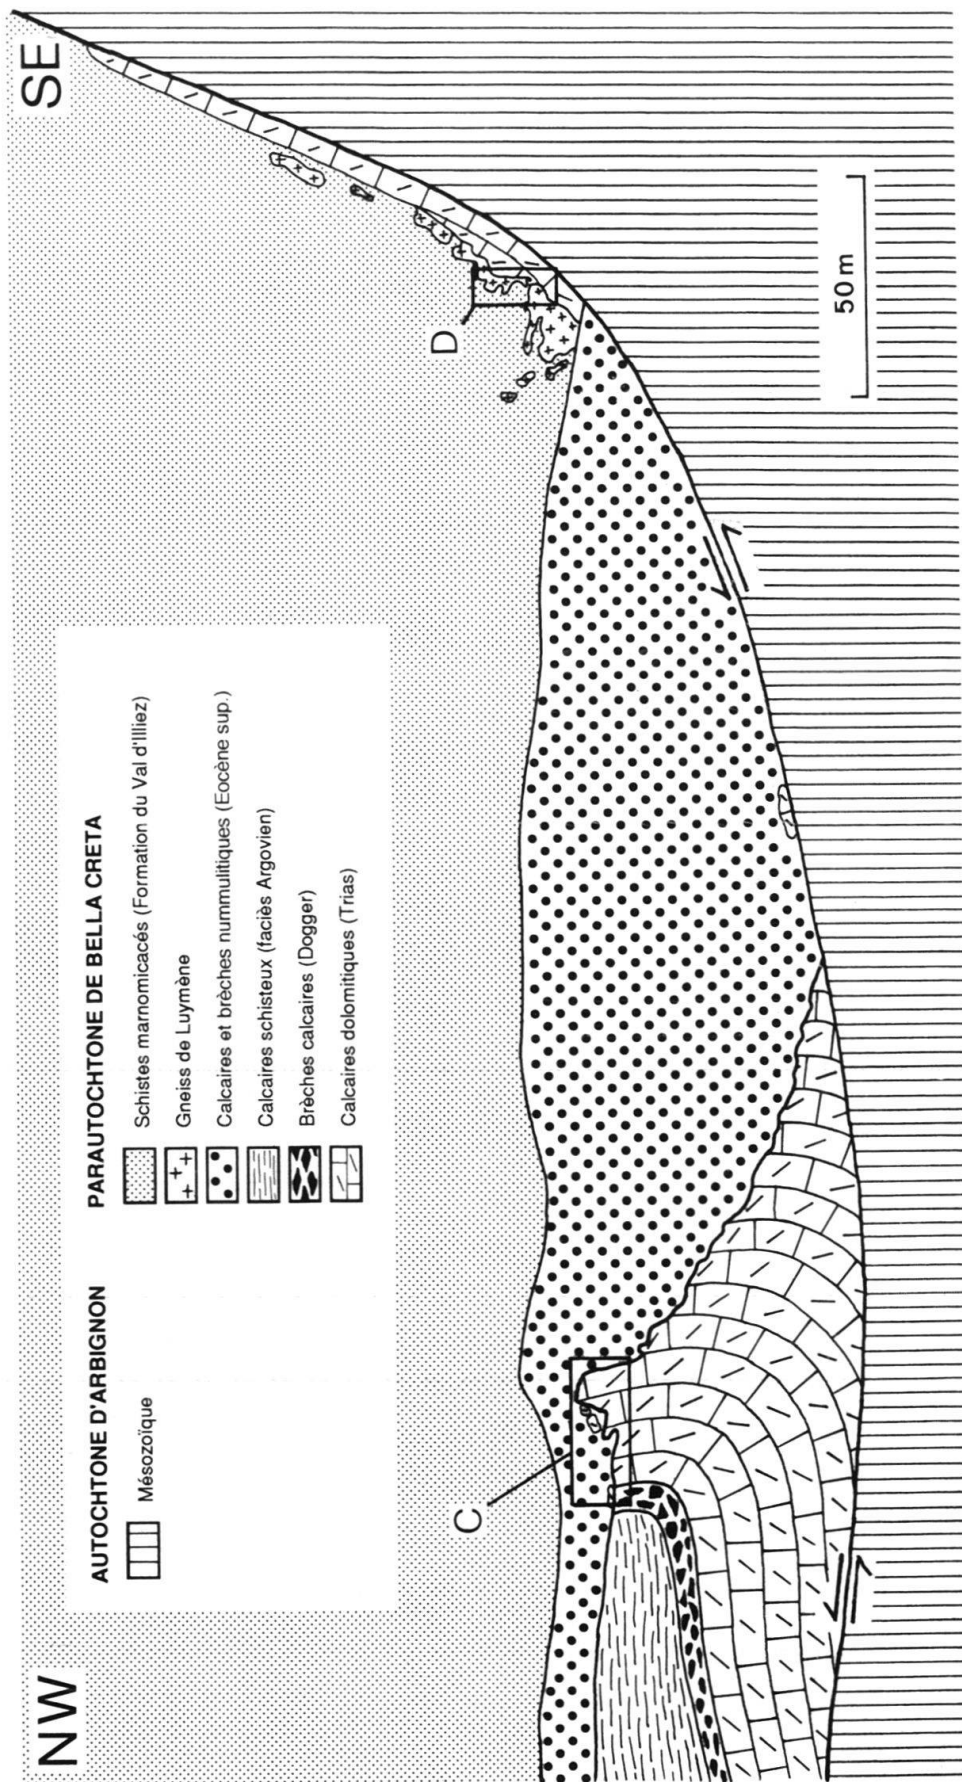 NW
SE
AUTOCHTONE D'ARBIGNON
Mésozoïque
PARAUTOCHTONE DE BELLA CRETA
Schistes marnomicacés (Formation du Val d'Illiez)
Gneiss de Luymène
Calcaires et brèches nummulitiques (Eocène sup.)
Calcaires schisteux (faciès Argovien)
Brèches calcaires (Dogger)
Calcaires dolomitiques (Trias)
C
D
50 m